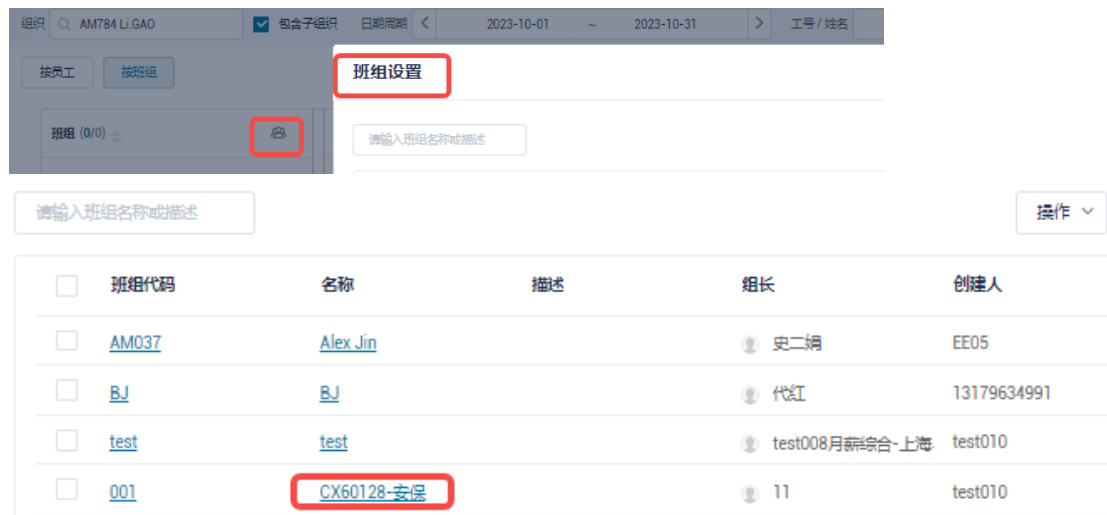 组织 AM784 Li.GAO 包含子组织 日期周期 2023-10-01 ~ 2023-10-31 工号/姓名
按员工 按班组 班组设置
班组 (0/0) 请输入班组名称或描述
请输入班组名称或描述 操作
班组代码 名称 描述 组长 创建人
AM037 Alex Jin 史二娟 EE05
BJ BJ 代红 13179634991
test test test008月薪综合-上海. test010
001 CX60128-安保 11 test010